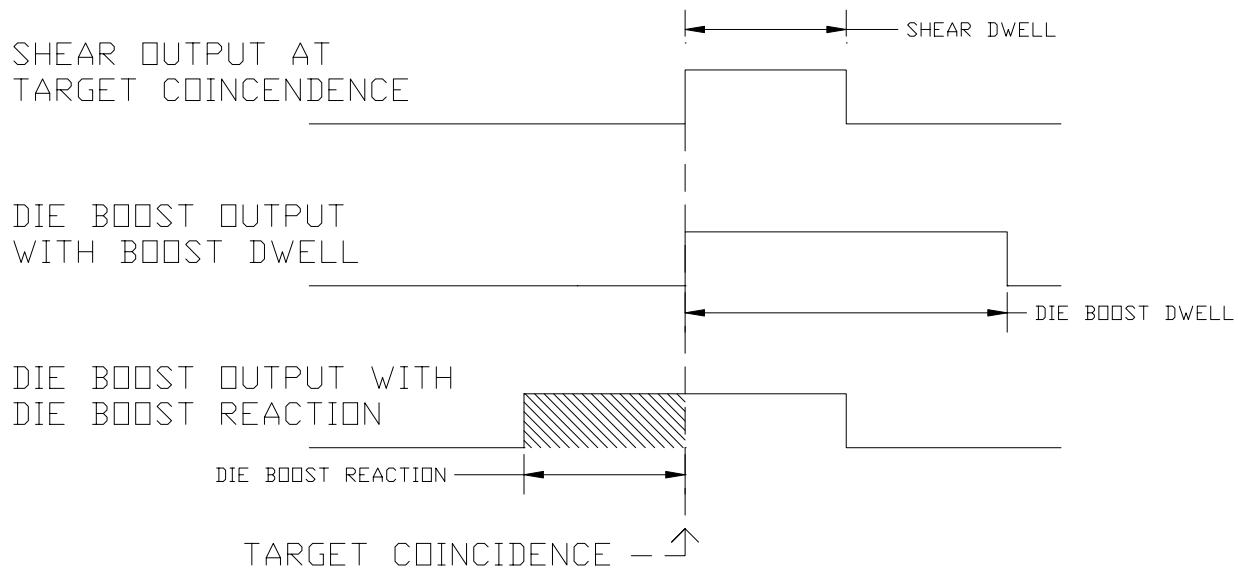 SHEAR DWELL
SHEAR OUTPUT AT
TARGET COINCENDENCE
DIE BOOST OUTPUT
WITH BOOST DWELL
DIE BOOST DWELL
DIE BOOST OUTPUT WITH
DIE BOOST REACTION
DIE BOOST REACTION
TARGET COINCIDENCE